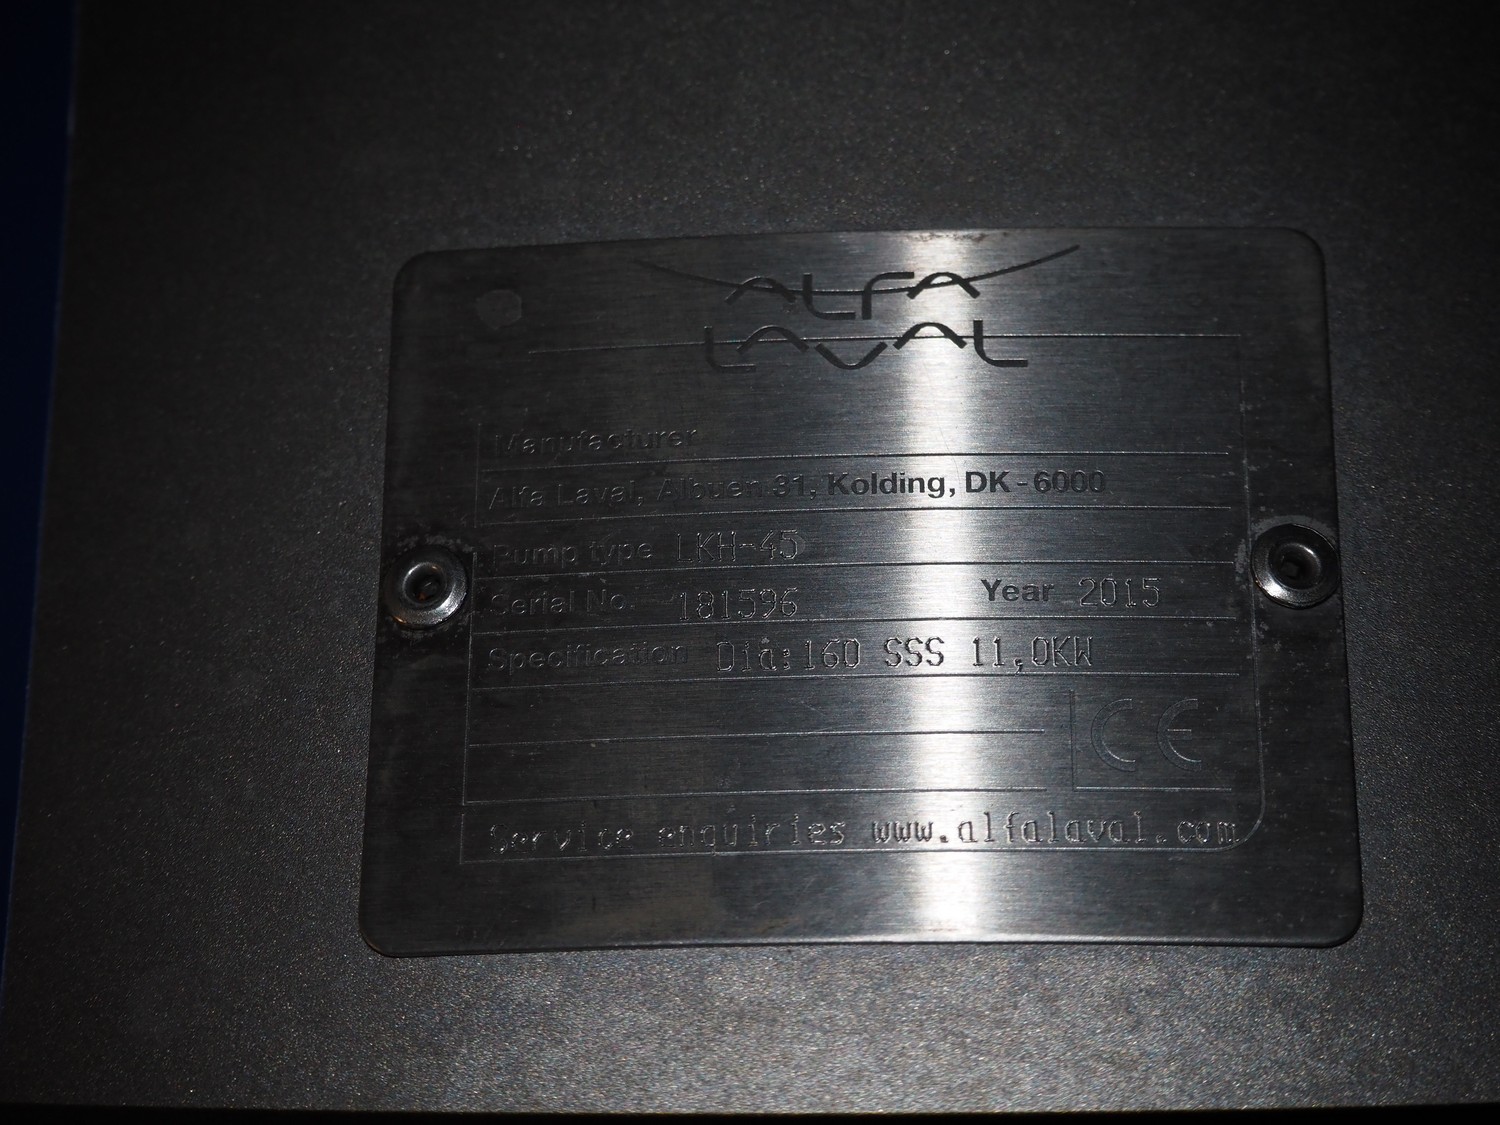 ALFA
LAVAL
Manufacturer
Alfa Laval, Albuen 31, Kolding, DK-6000
Pump type LKH-45
Serial No. 181596 Year 2015
Specification Dia:160 SSS 11,0KW
CE
Service enquiries www.alfalaval.com